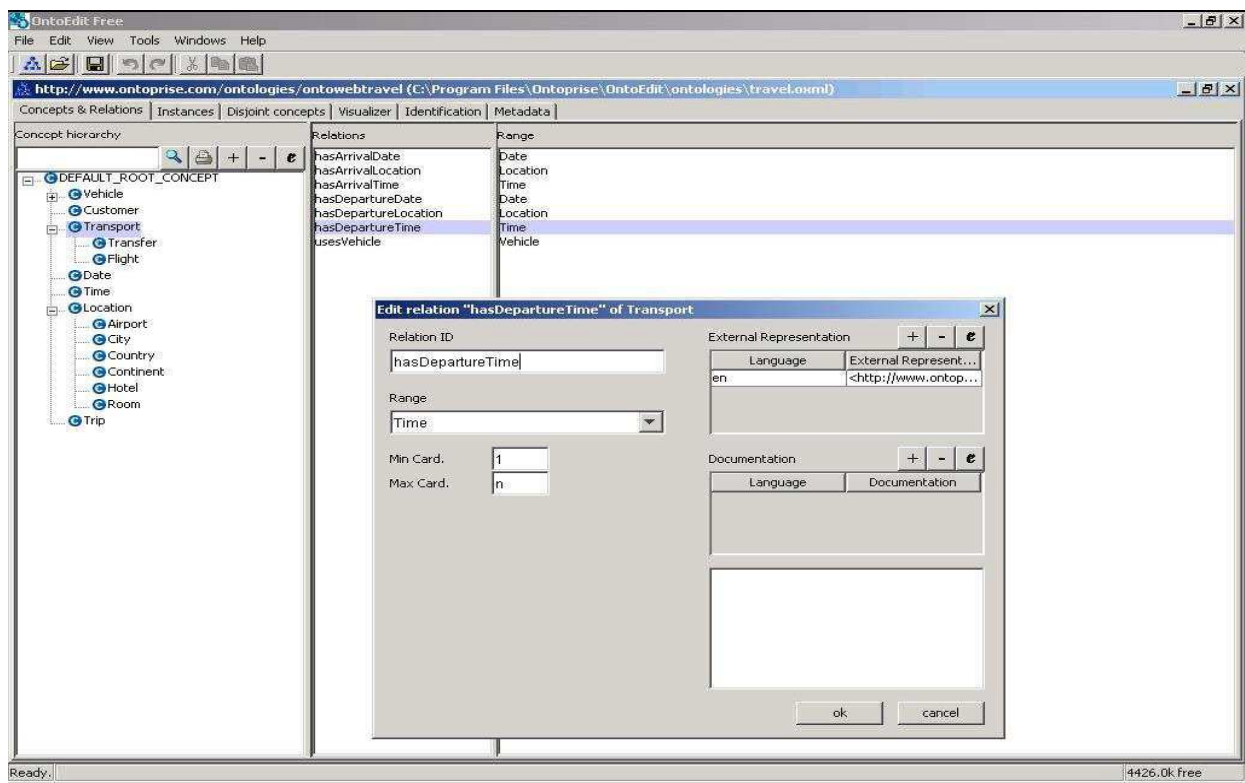 OntoEdit Free
File Edit View Tools Windows Help
http://www.ontoprise.com/ontologies/ontowebtravel (C:\Program Files\Ontoprise\OntoEdit\ontologies\travel.oxml)
Concepts & Relations Instances Disjoint concepts Visualizer Identification Metadata
Concept hierarchy
DEFAULT_ROOT_CONCEPT
Vehicle
Customer
Transport
Transfer
Flight
Date
Time
Location
Airport
City
Country
Continent
Hotel
Room
Trip
Relations Range
hasArrivalDate Date
hasArrivalLocation Location
hasArrivalTime Time
hasDepartureDate Date
hasDepartureLocation Location
hasDepartureTime Time
usesVehicle Vehicle
Edit relation "hasDepartureTime" of Transport
Relation ID
hasDepartureTime
Range
Time
Min Card. 1
Max Card. n
External Representation + - e
Language External Represent...
en <http://www.ontop...
Documentation + - e
Language Documentation
ok cancel
Ready. 4426.0k free